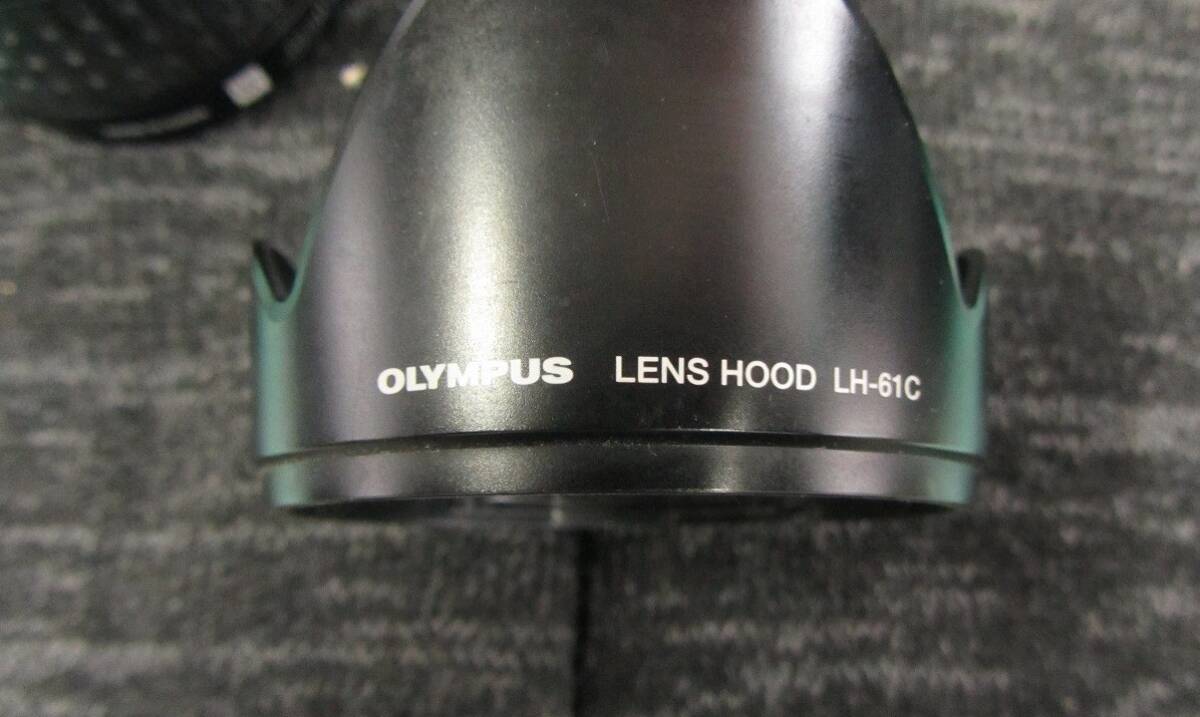 OLYMPUS LENS HOOD LH-61C